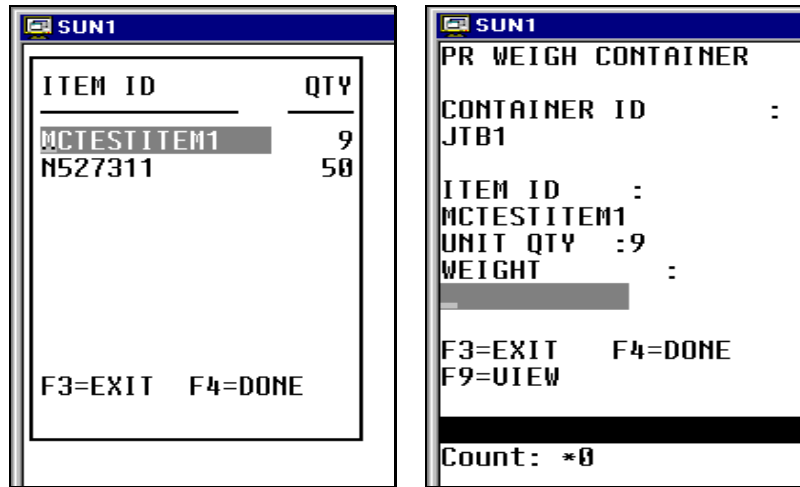 SUN1
ITEM ID QTY
MCTESTITEM1 9
N527311 50
F3=EXIT F4=DONE
SUN1
PR WEIGH CONTAINER
CONTAINER ID :
JTB1
ITEM ID :
MCTESTITEM1
UNIT QTY :9
WEIGHT :
F3=EXIT F4=DONE
F9=VIEW
Count: *0